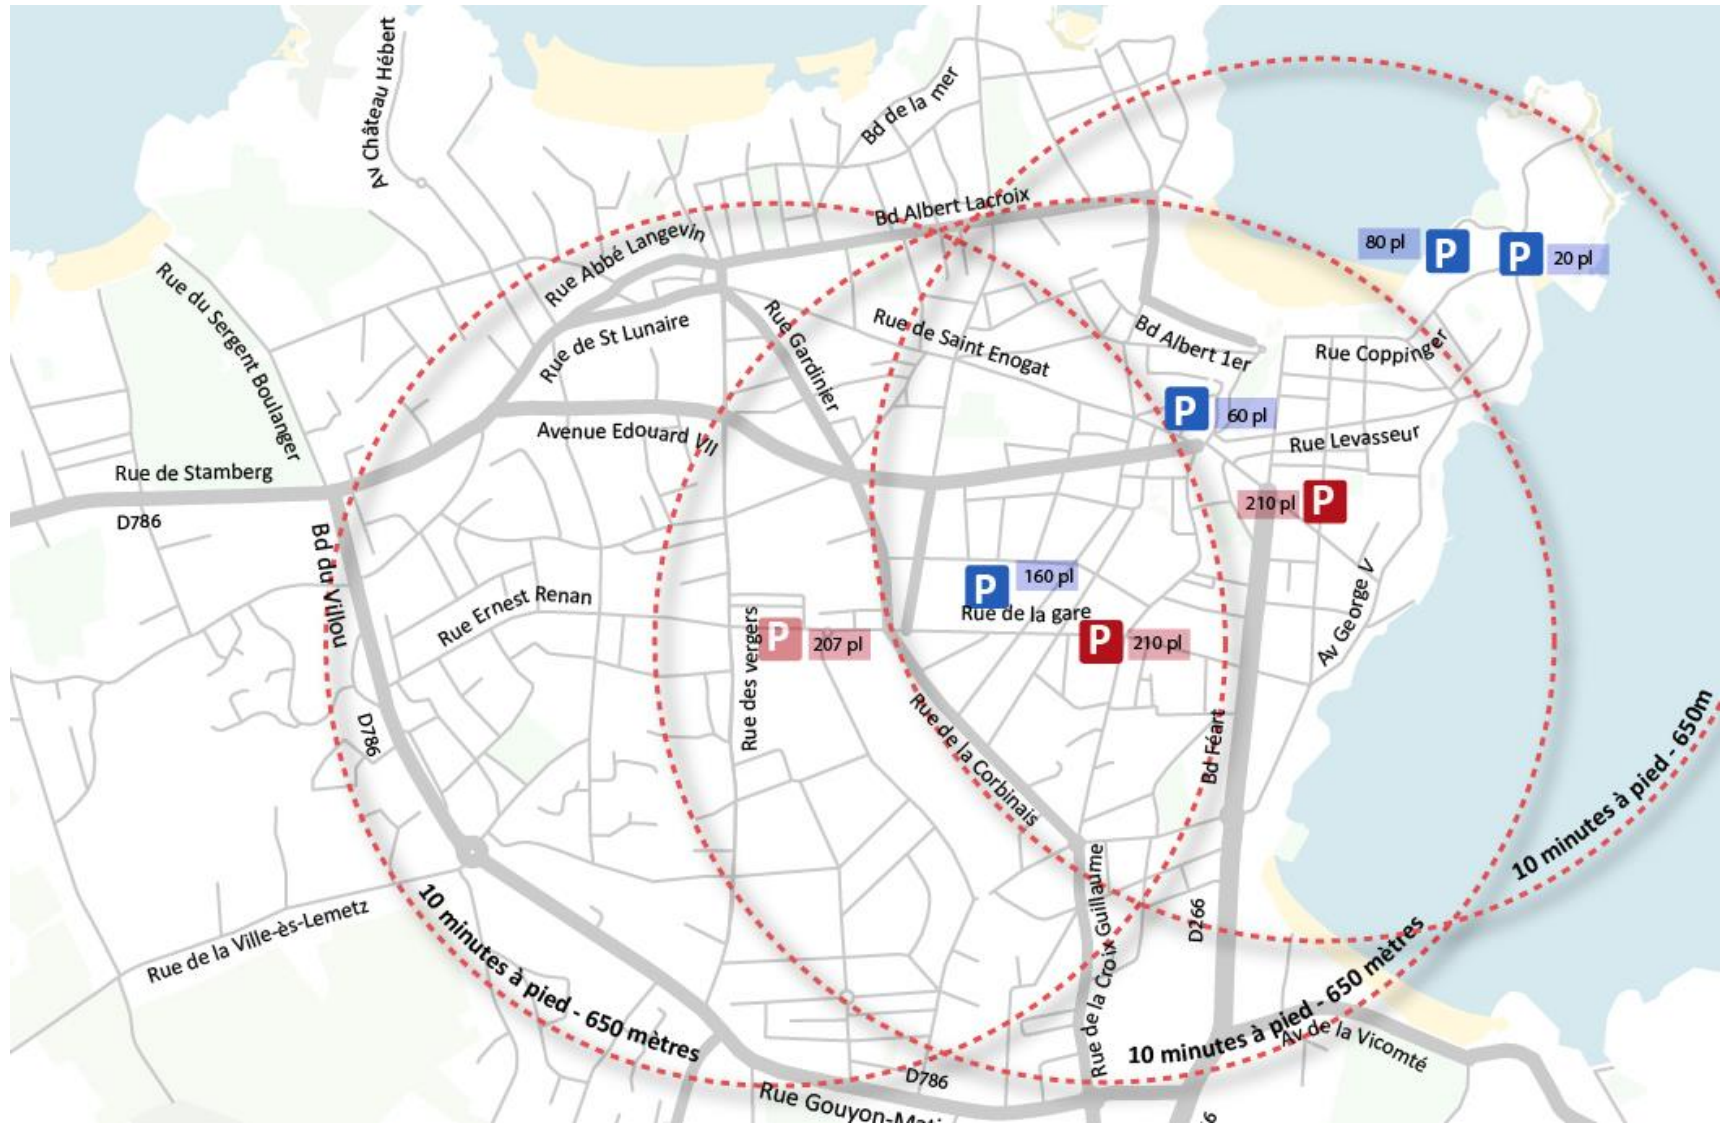 Av Château Hébert
Bd de la mer
Bd Albert Lacroix
Rue Abbé Langevin
80 pl
P
P
20 pl
Rue du Sergent Boulanger
Rue de St Lunaire
Rue Gardinier
Rue de Saint Enogat
Bd Albert 1er
Rue Coppinger
P
60 pl
Avenue Edouard VII
Rue Levasseur
Rue de Stamberg
D786
210 pl
P
Bd du Villou
P
160 pl
Rue Ernest Renan
Rue de la gare
Av George V
Rue des vergers
P
207 pl
P
210 pl
D786
Rue de la Corbinais
Bd Féart
10 minutes à pied - 650m
Rue de la Ville-ès-Lemetz
10 minutes à pied - 650 mètres
Rue de la Croix Guillaume
D266
10 minutes à pied - 650 mètres
Av de la Vicomté
D786
Rue Gouyon-Mati
6